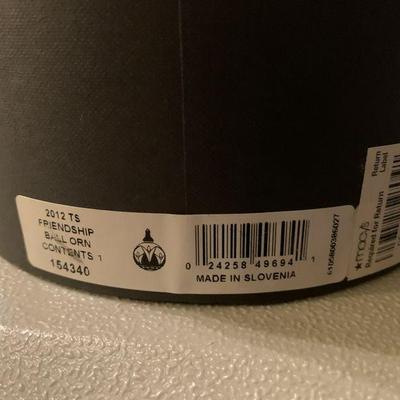 2012 TS
FRIENDSHIP
BALL ORN
CONTENTS 1
154340
0 24258 49694 1
MADE IN SLOVENIA
★macy's
Required for Return
Return
Label